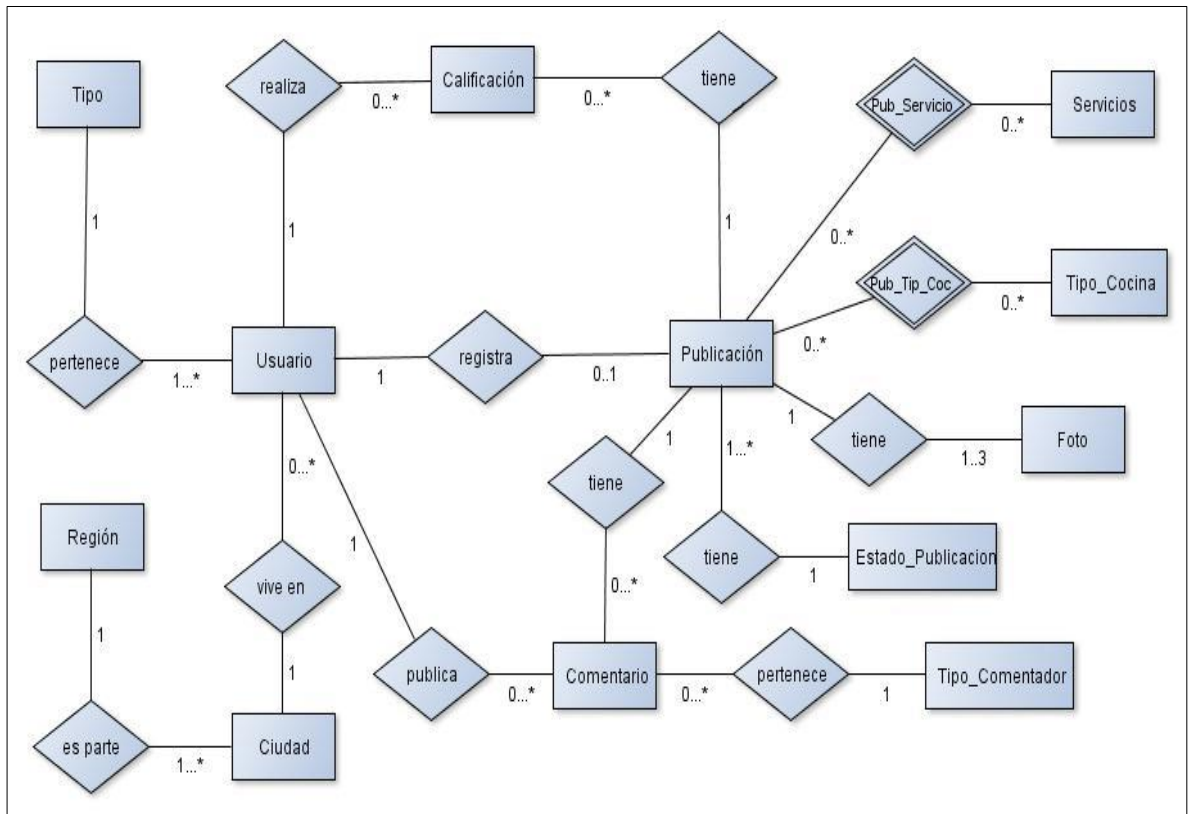 Tipo
realiza
0...*
Calificación
0...*
tiene
Pub_Servicio
0..*
Servicios
1
1
1
0..*
Pub_Tip_Coc
0..*
Tipo_Cocina
0..*
pertenece
1...*
Usuario
1
registra
0..1
Publicación
1
1...*
1
tiene
1..3
Foto
0...*
tiene
Región
1
tiene
1
Estado_Publicacion
vive en
0...*
1
1
publica
0...*
Comentario
0...*
pertenece
1
Tipo_Comentador
es parte
1...*
Ciudad